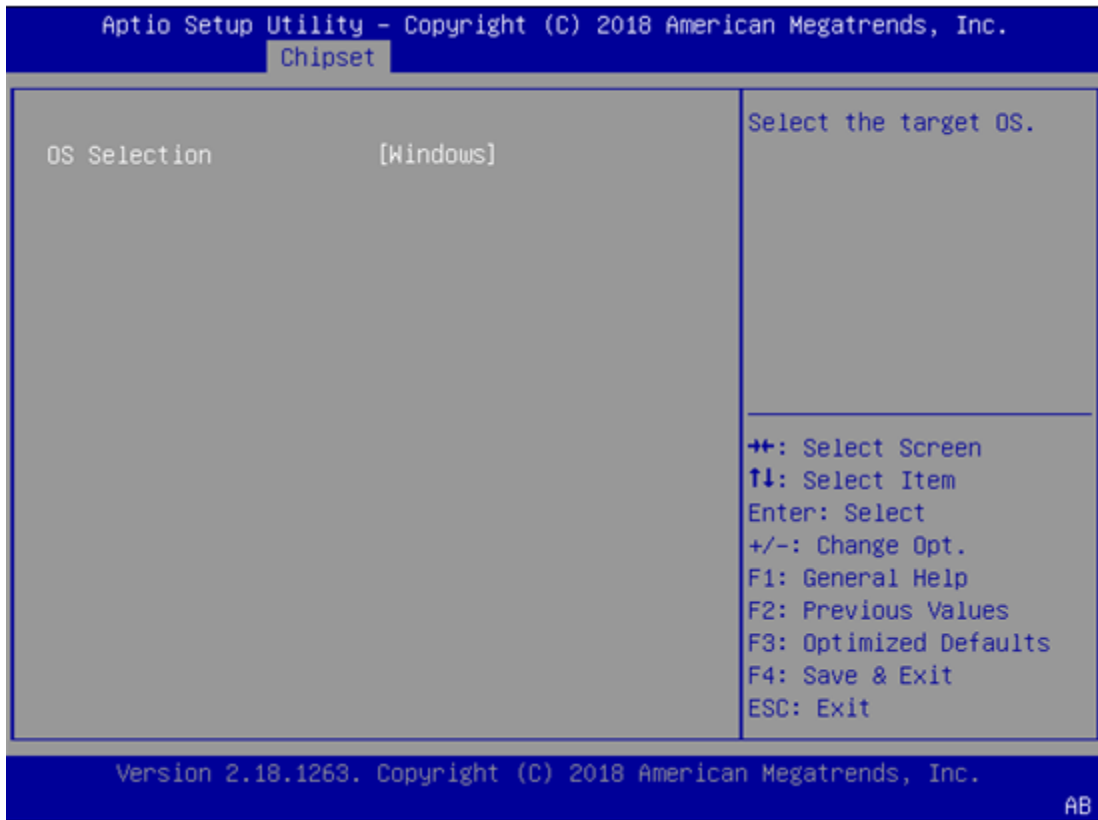 Aptio Setup Utility – Copyright (C) 2018 American Megatrends, Inc.
Chipset
OS Selection [Windows]
Select the target OS.
→←: Select Screen
↑↓: Select Item
Enter: Select
+/-: Change Opt.
F1: General Help
F2: Previous Values
F3: Optimized Defaults
F4: Save & Exit
ESC: Exit
Version 2.18.1263. Copyright (C) 2018 American Megatrends, Inc.
AB